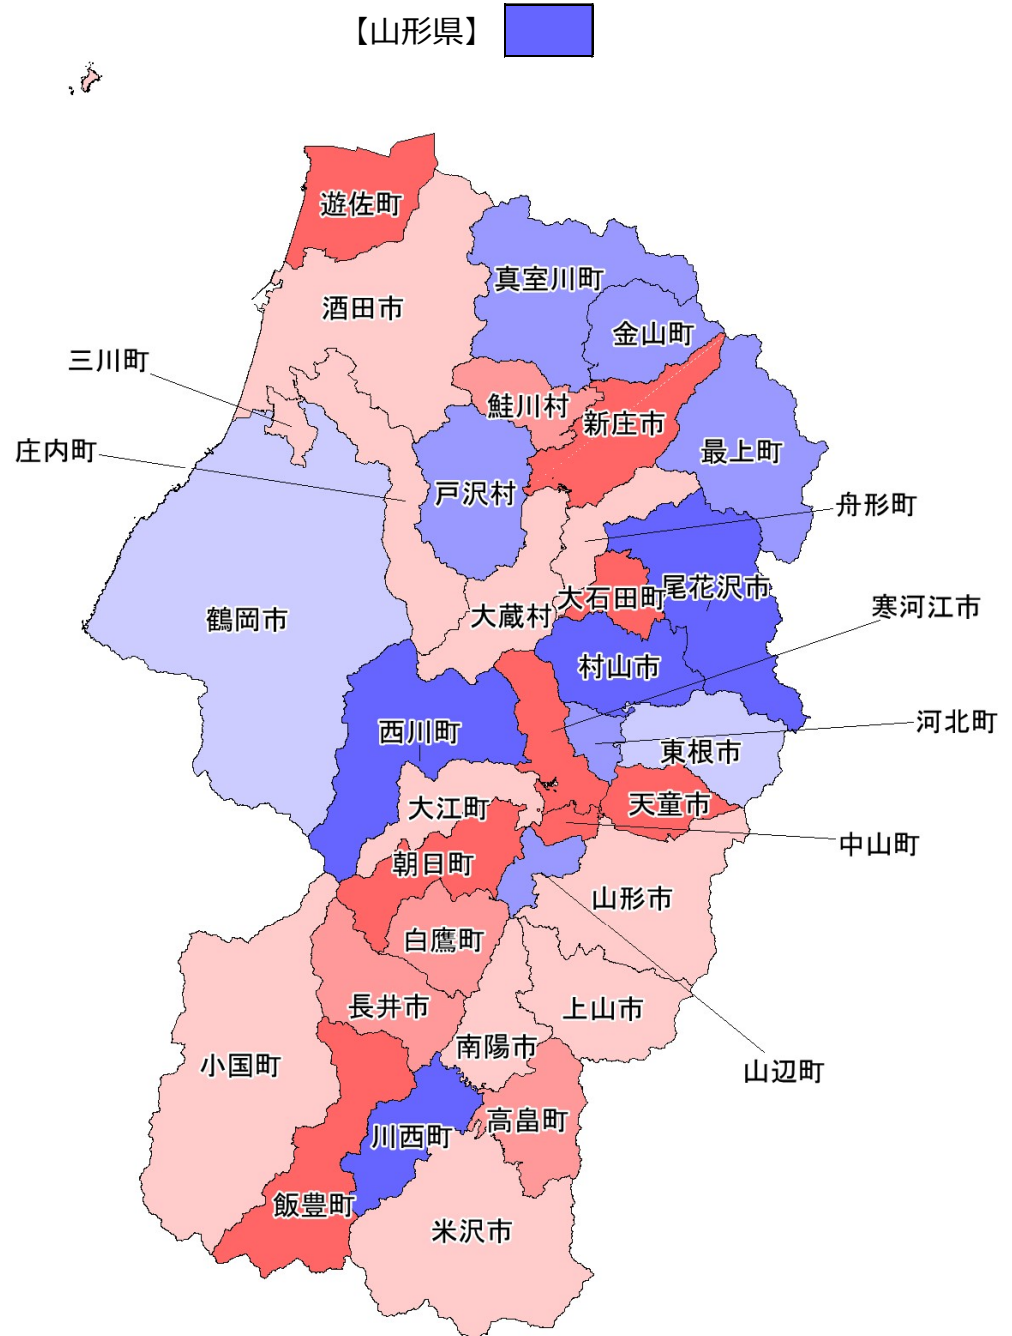 【山形県】
遊佐町
真室川町
酒田市
金山町
三川町
鮭川村
新庄市
庄内町
最上町
戸沢村
舟形町
尾花沢市
大石田町
寒河江市
大蔵村
鶴岡市
村山市
河北町
西川町
東根市
天童市
大江町
中山町
朝日町
山形市
白鷹町
長井市
上山市
南陽市
小国町
山辺町
高畠町
川西町
飯豊町
米沢市